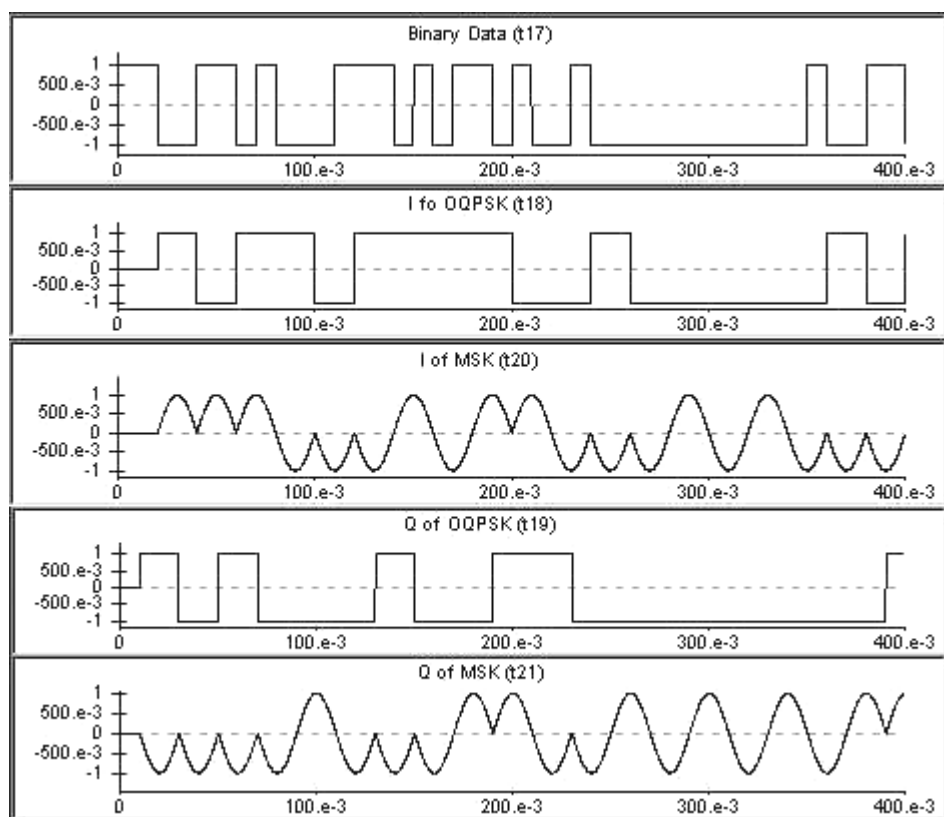 Binary Data (t17)
1
500.e-3
0
-500.e-3
-1
0 100.e-3 200.e-3 300.e-3 400.e-3
I fo OQPSK (t18)
1
500.e-3
0
-500.e-3
-1
0 100.e-3 200.e-3 300.e-3 400.e-3
I of MSK (t20)
1
500.e-3
0
-500.e-3
-1
0 100.e-3 200.e-3 300.e-3 400.e-3
Q of OQPSK (t19)
1
500.e-3
0
-500.e-3
-1
0 100.e-3 200.e-3 300.e-3 400.e-3
Q of MSK (t21)
1
500.e-3
0
-500.e-3
-1
0 100.e-3 200.e-3 300.e-3 400.e-3